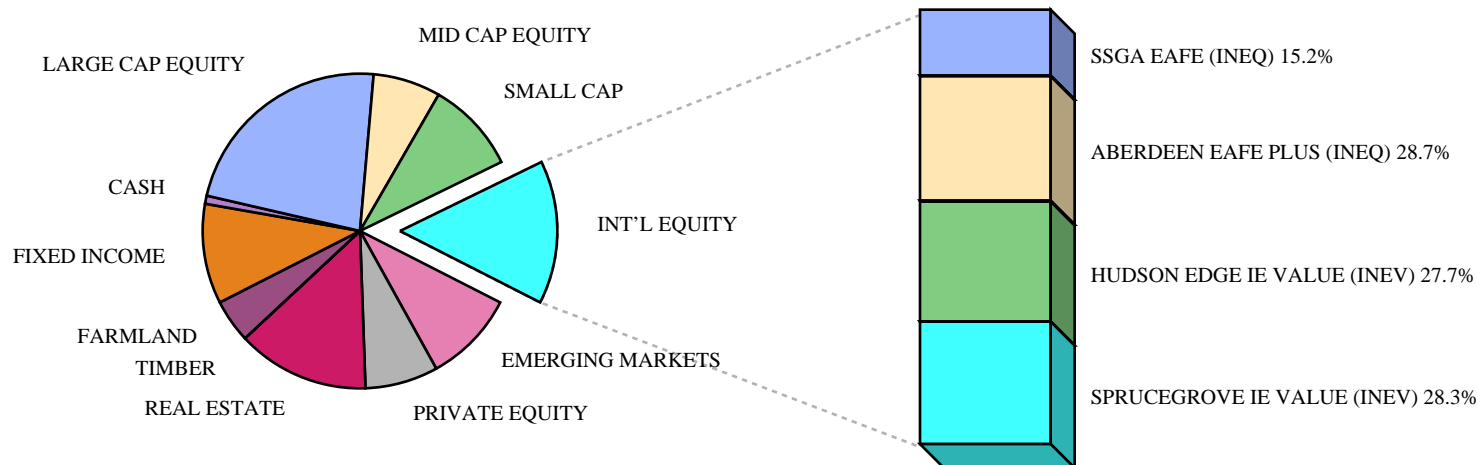 MID CAP EQUITY
LARGE CAP EQUITY
SMALL CAP
CASH
INT'L EQUITY
FIXED INCOME
FARMLAND
TIMBER
EMERGING MARKETS
REAL ESTATE
PRIVATE EQUITY
SSGA EAFE (INEQ) 15.2%
ABERDEEN EAFE PLUS (INEQ) 28.7%
HUDSON EDGE IE VALUE (INEV) 27.7%
SPRUCEGROVE IE VALUE (INEV) 28.3%